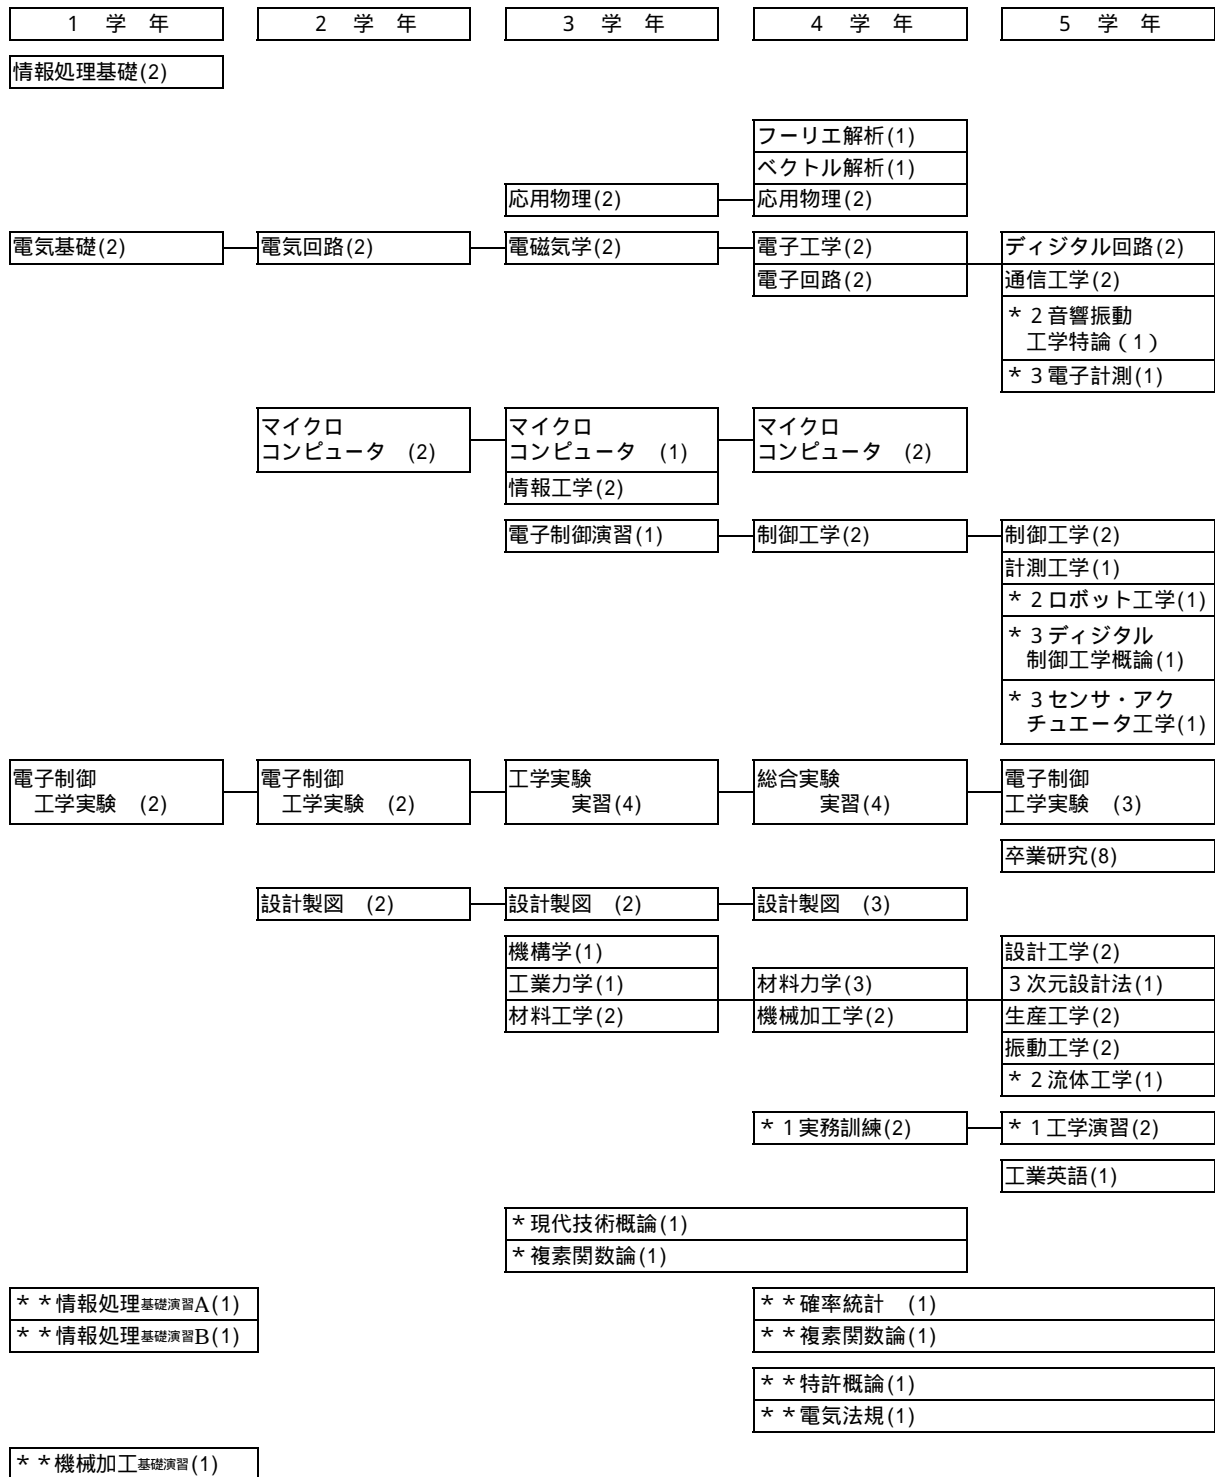 1 学 年
2 学 年
3 学 年
4 学 年
5 学 年
情報処理基礎(2)
フーリエ解析(1)
ベクトル解析(1)
応用物理(2)
応用物理(2)
電気基礎(2)
電気回路(2)
電磁気学(2)
電子工学(2)
ディジタル回路(2)
電子回路(2)
通信工学(2)
*2音響振動
工学特論(1)
*3電子計測(1)
マイクロ
コンピュータ (2)
マイクロ
コンピュータ (1)
マイクロ
コンピュータ (2)
情報工学(2)
電子制御演習(1)
制御工学(2)
制御工学(2)
計測工学(1)
*2ロボット工学(1)
*3ディジタル
制御工学概論(1)
*3センサ・アク
チュエータ工学(1)
電子制御
工学実験 (2)
電子制御
工学実験 (2)
工学実験
実習(4)
総合実験
実習(4)
電子制御
工学実験 (3)
卒業研究(8)
設計製図 (2)
設計製図 (2)
設計製図 (3)
機構学(1)
設計工学(2)
工業力学(1)
材料力学(3)
3次元設計法(1)
材料工学(2)
機械加工学(2)
生産工学(2)
振動工学(2)
*2流体工学(1)
*1実務訓練(2)
*1工学演習(2)
工業英語(1)
*現代技術概論(1)
*複素関数論(1)
**情報処理基礎演習A(1)
**確率統計 (1)
**情報処理基礎演習B(1)
**複素関数論(1)
**特許概論(1)
**電気法規(1)
**機械加工基礎演習(1)